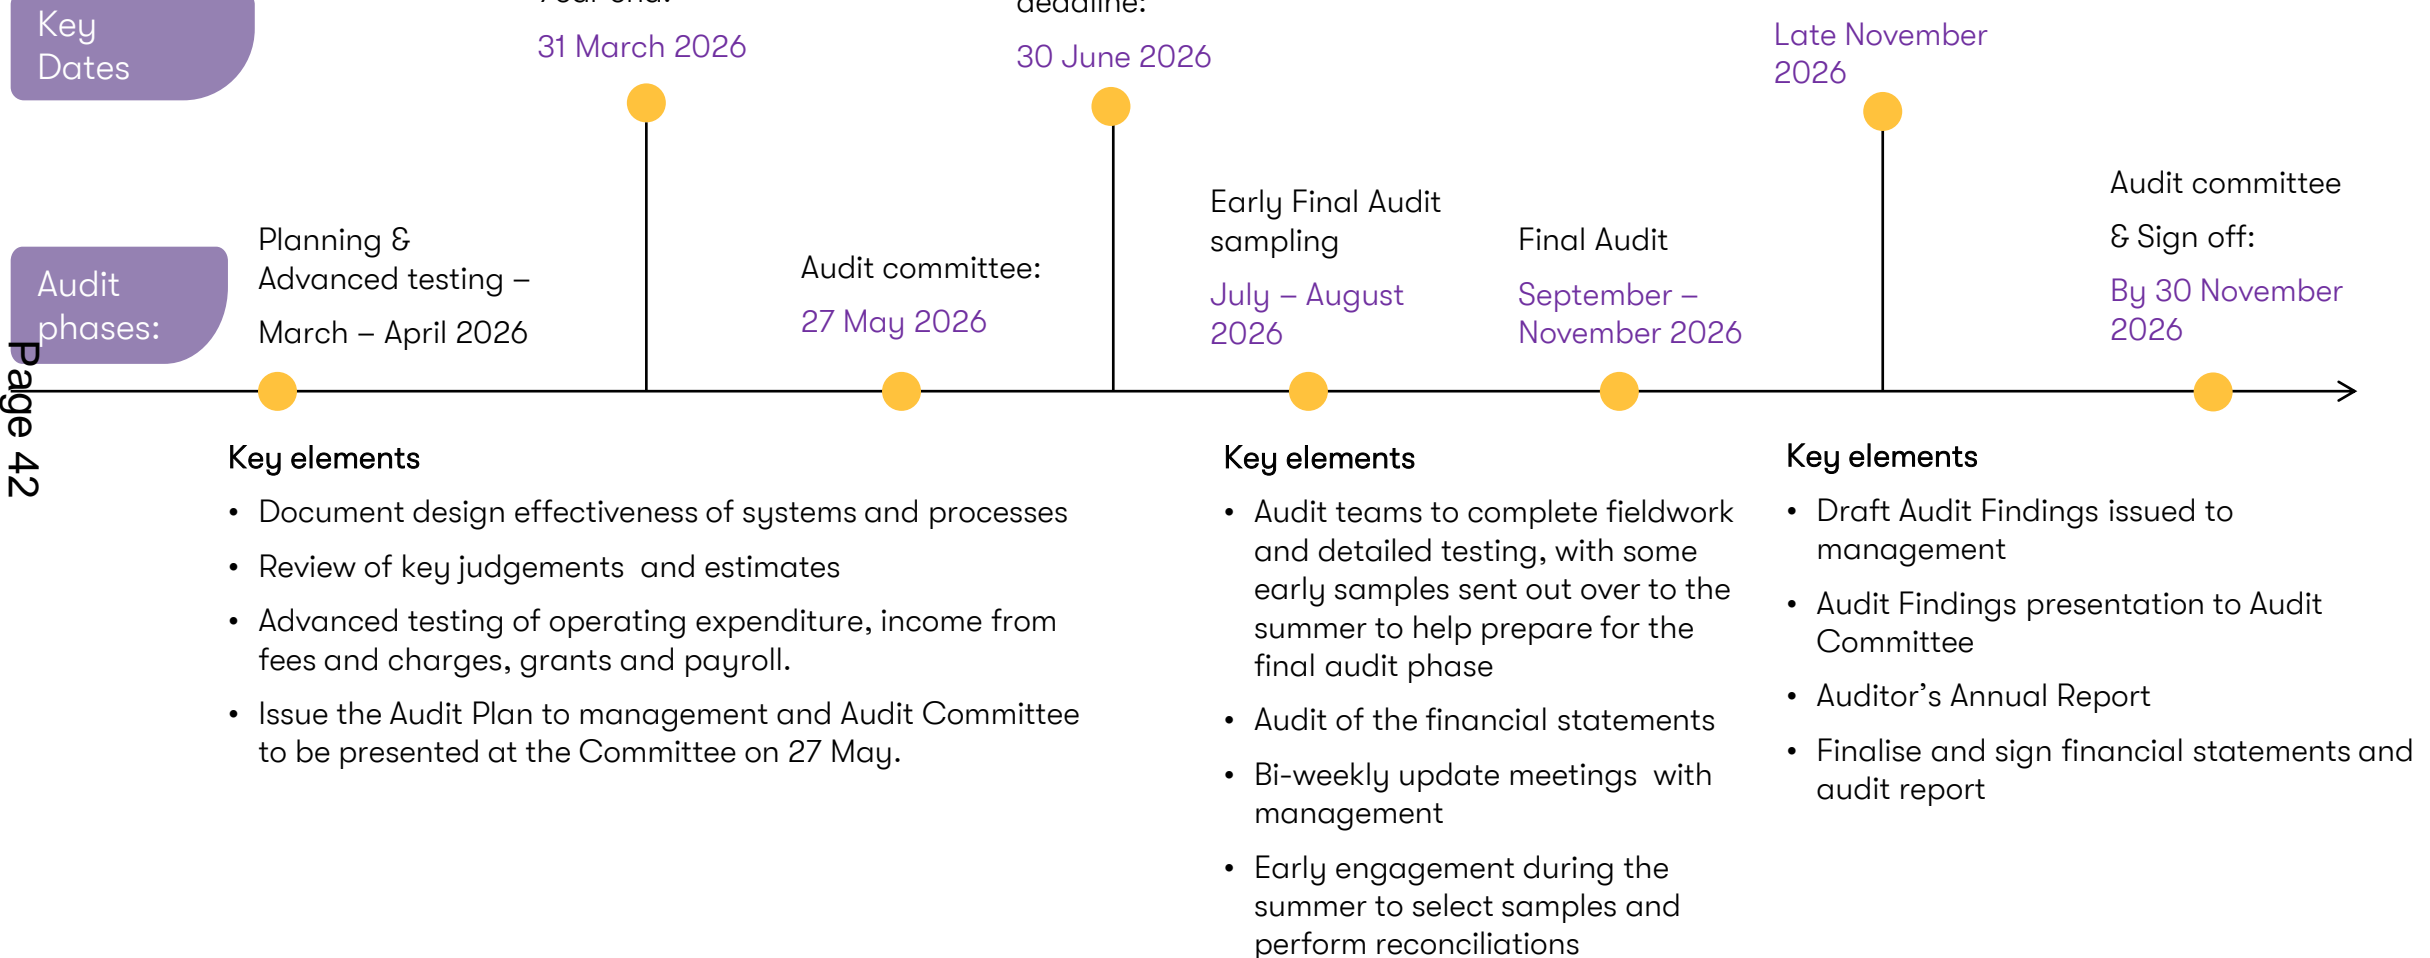 Key
Dates
31 March 2026
deadline:
30 June 2026
Late November
2026
Audit
phases:
Planning &
Advanced testing –
March – April 2026
Audit committee:
27 May 2026
Early Final Audit
sampling
July – August
2026
Final Audit
September –
November 2026
Audit committee
& Sign off:
By 30 November
2026
Page 42
Key elements
• Document design effectiveness of systems and processes
• Review of key judgements  and estimates
• Advanced testing of operating expenditure, income from
fees and charges, grants and payroll.
• Issue the Audit Plan to management and Audit Committee
to be presented at the Committee on 27 May.
Key elements
• Audit teams to complete fieldwork
and detailed testing, with some
early samples sent out over to the
summer to help prepare for the
final audit phase
• Audit of the financial statements
• Bi-weekly update meetings  with
management
• Early engagement during the
summer to select samples and
perform reconciliations
Key elements
• Draft Audit Findings issued to
management
• Audit Findings presentation to Audit
Committee
• Auditor’s Annual Report
• Finalise and sign financial statements and
audit report